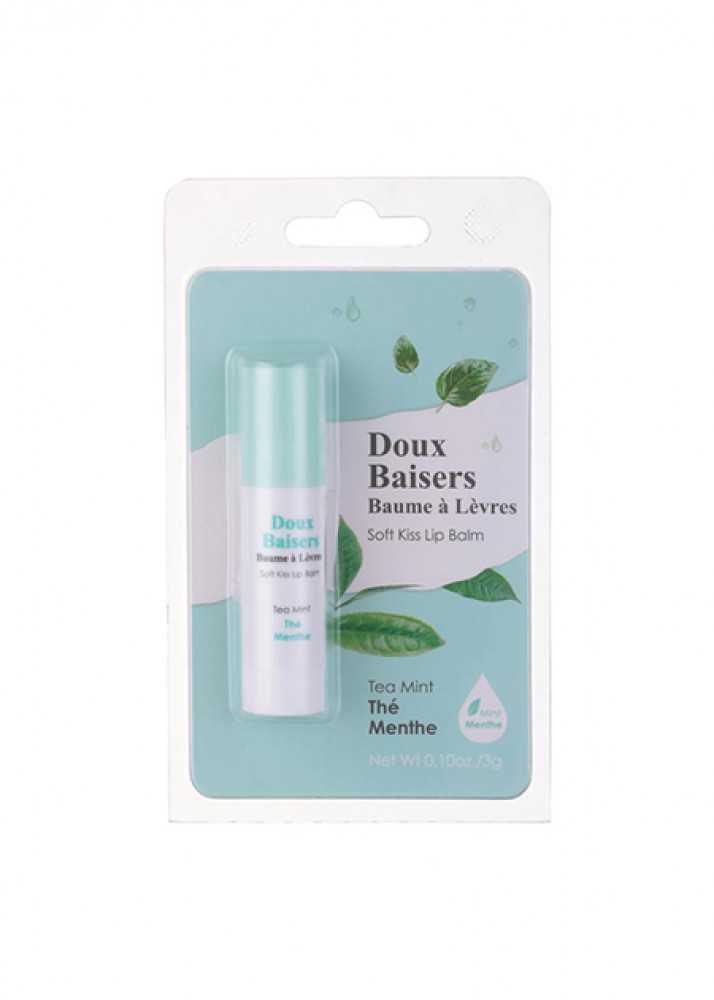 Doux
Baisers
Baume à Lèvres
Soft Kiss Lip Balm
Tea Mint
Thé
Menthe
Mint
Menthe
Net Wt 0.10oz./3g
Doux
Baisers
Baume à Lèvres
Soft Kiss Lip Balm
Tea Mint
Thé
Menthe